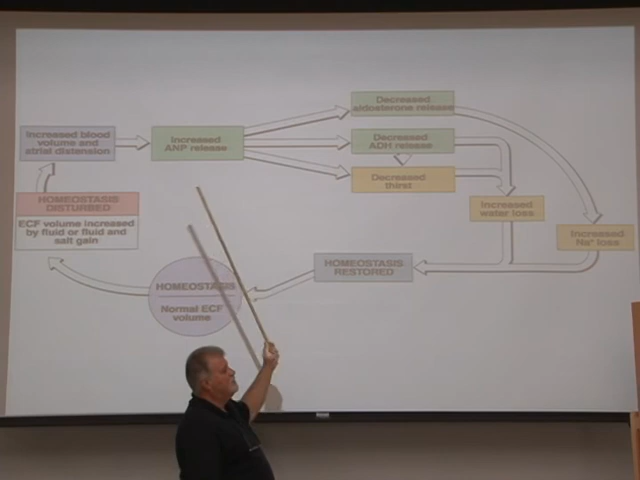 Decreased
aldosterone release
Increased blood
volume and
atrial distension
Increased
ANP release
Decreased
ADH release
Decreased
thirst
HOMEOSTASIS
DISTURBED
ECF volume increased
by fluid or fluid and
salt gain
Increased
water loss
Increased
Na⁺ loss
HOMEOSTASIS
RESTORED
HOMEOSTASIS
Normal ECF
volume